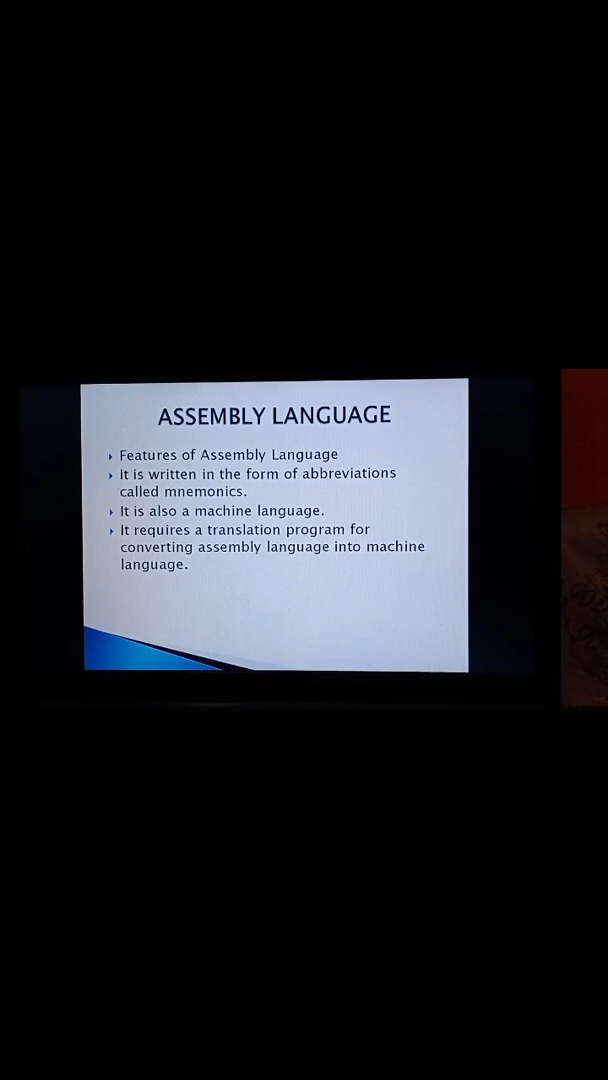 ASSEMBLY LANGUAGE
Features of Assembly Language
It is written in the form of abbreviations
called mnemonics.
It is also a machine language.
It requires a translation program for
converting assembly language into machine
language.